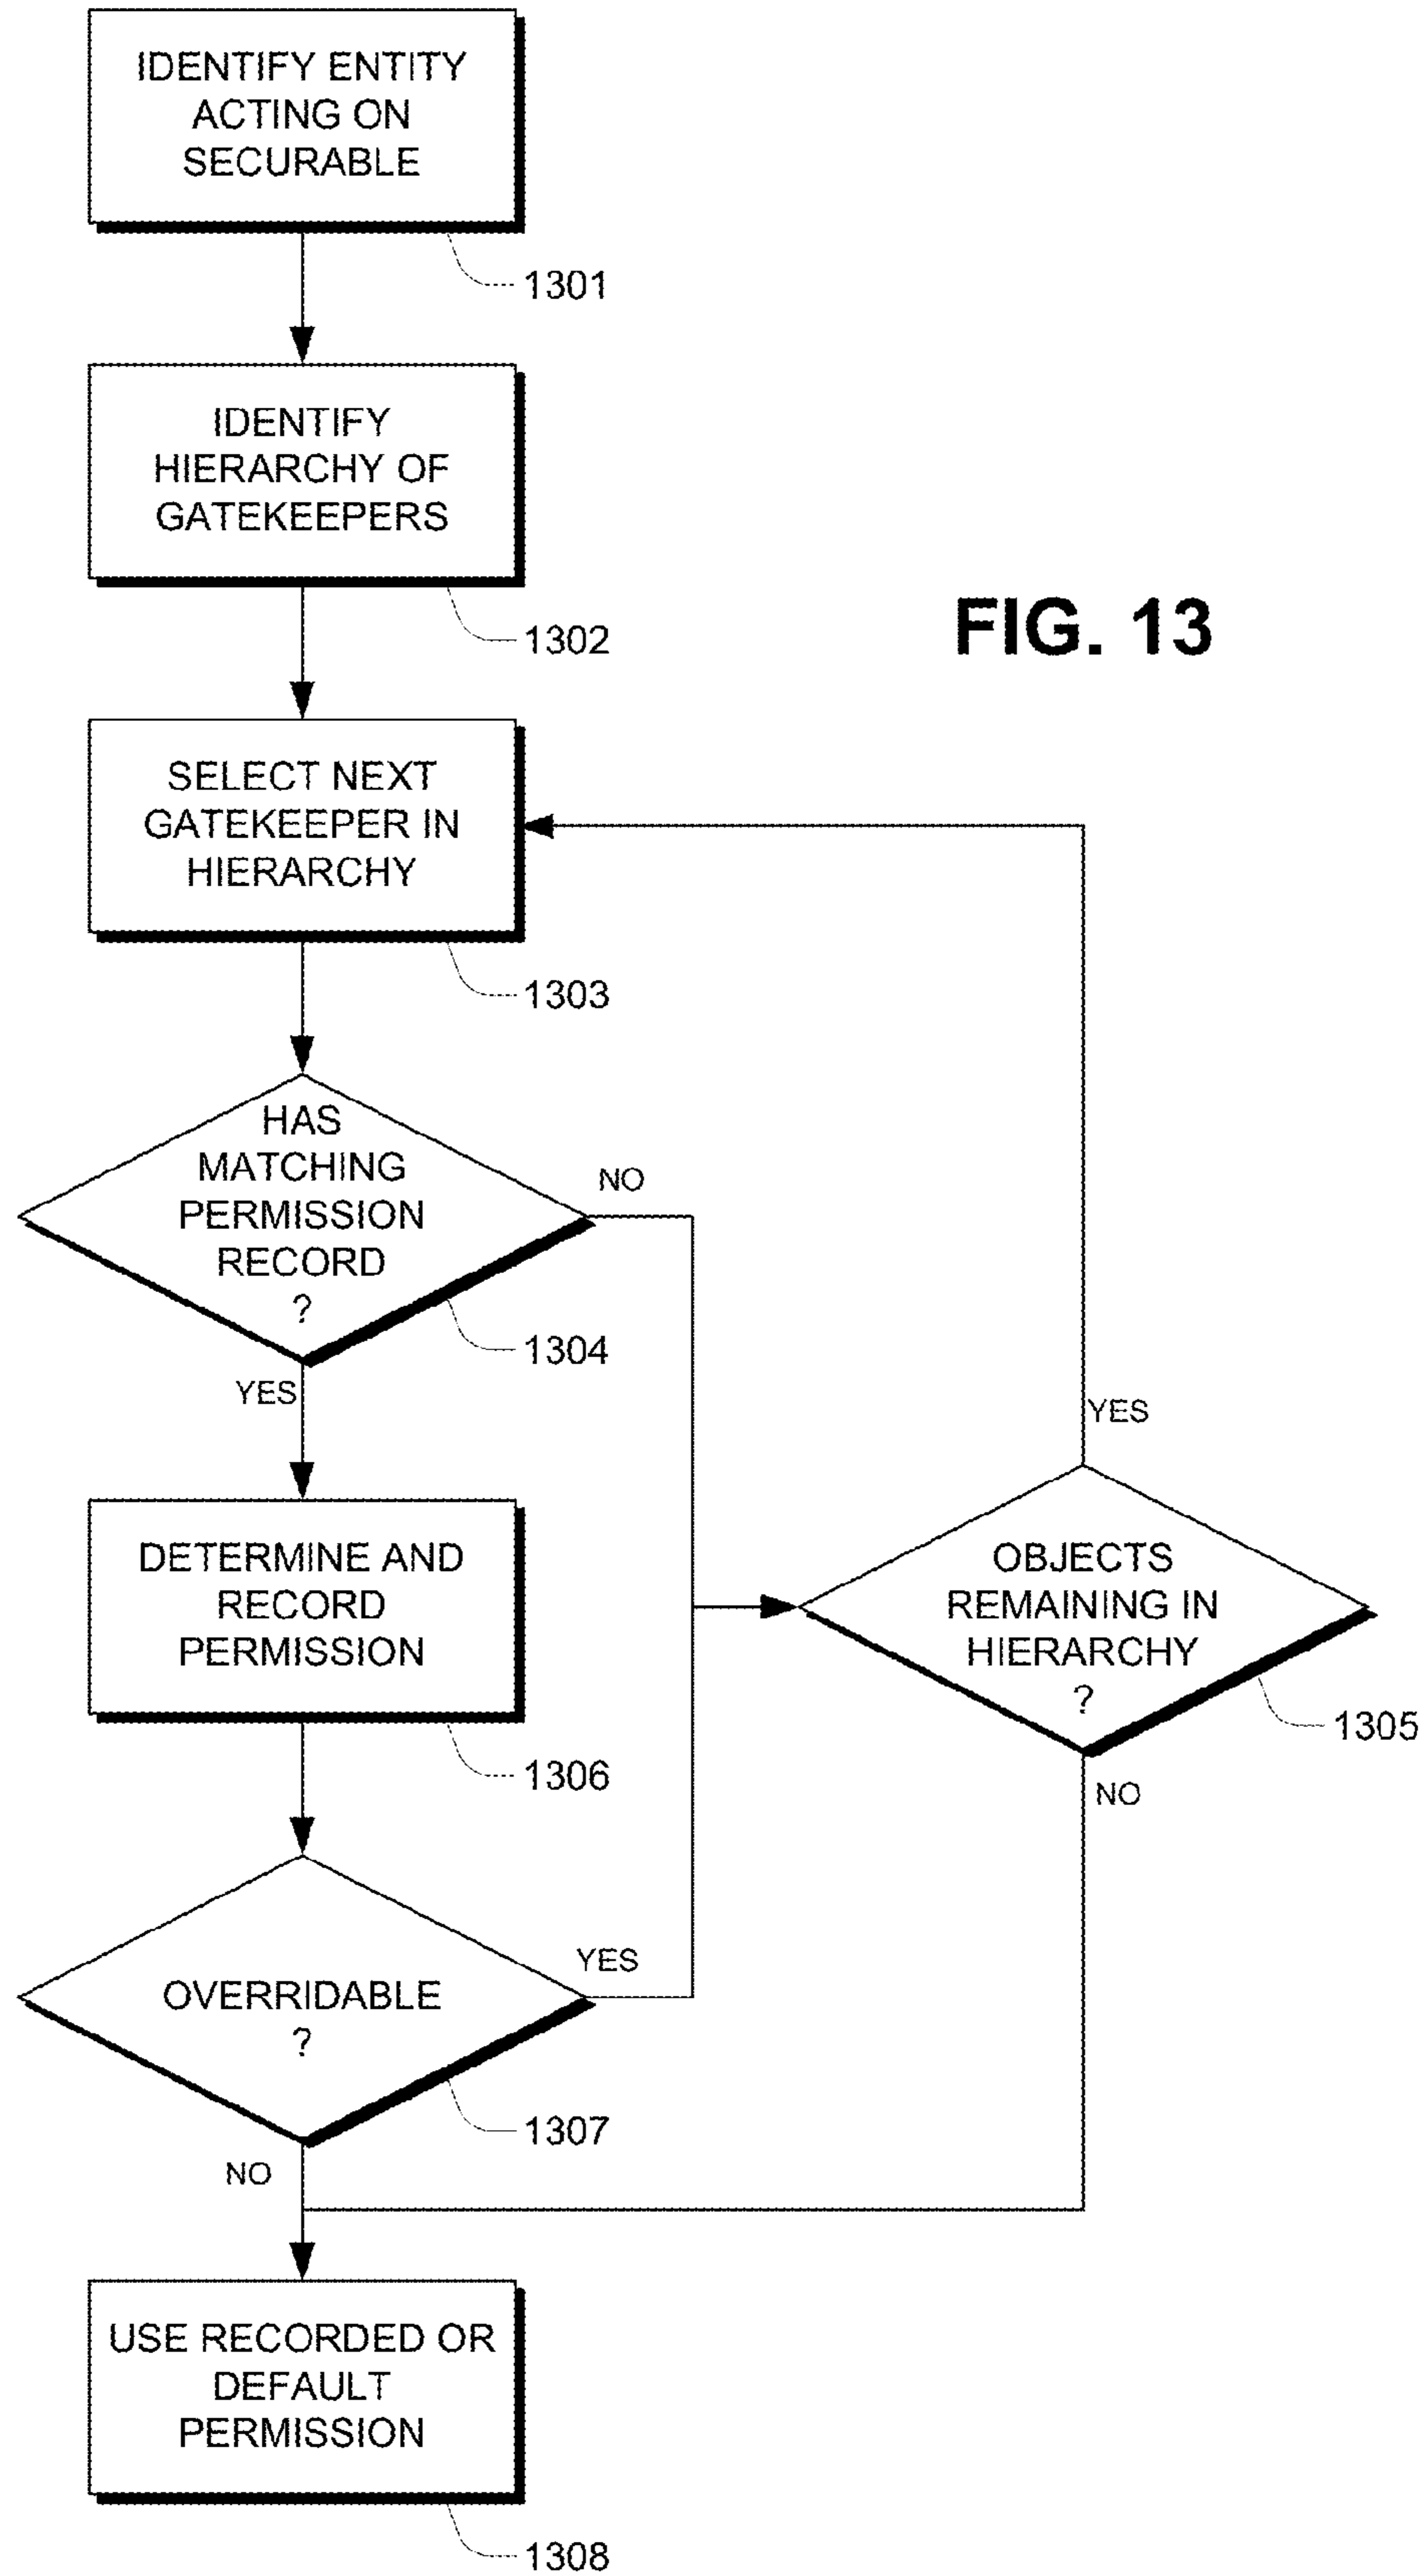 IDENTIFY ENTITY
ACTING ON
SECURABLE
1301
IDENTIFY
HIERARCHY OF
GATEKEEPERS
1302
FIG. 13
SELECT NEXT
GATEKEEPER IN
HIERARCHY
1303
HAS
MATCHING
PERMISSION
RECORD
?
NO
1304
YES
YES
DETERMINE AND
RECORD
PERMISSION
1306
OBJECTS
REMAINING IN
HIERARCHY
?
1305
NO
OVERRIDABLE
?
YES
1307
NO
USE RECORDED OR
DEFAULT
PERMISSION
1308